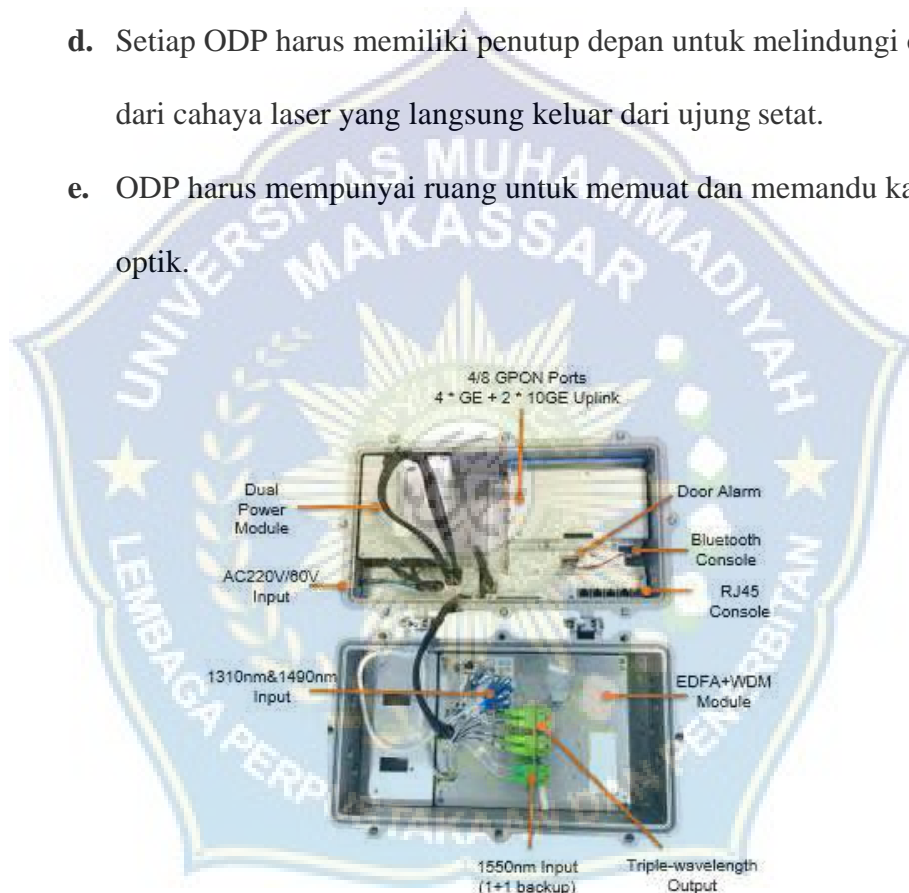 d. Setiap ODP harus memiliki penutup depan untuk melindungi
dari cahaya laser yang langsung keluar dari ujung setat.
e. ODP harus mempunyai ruang untuk memuat dan memandu
optik.
UNIVERSITAS MUHAMMADIYAH
MAKASSAR
4/8 GPON Ports
4 * GE + 2 * 10GE Uplink
Dual
Power
Module
Door Alarm
Bluetooth
Console
AC220V/60V
Input
RJ45
Console
1310nm&1490nm
Input
EDFA+WDM
Module
1550nm Input
(1+1 backup)
Triple-wavelength
Output
LEMBAGA PERPUSTAKAAN DAN PENERBITAN